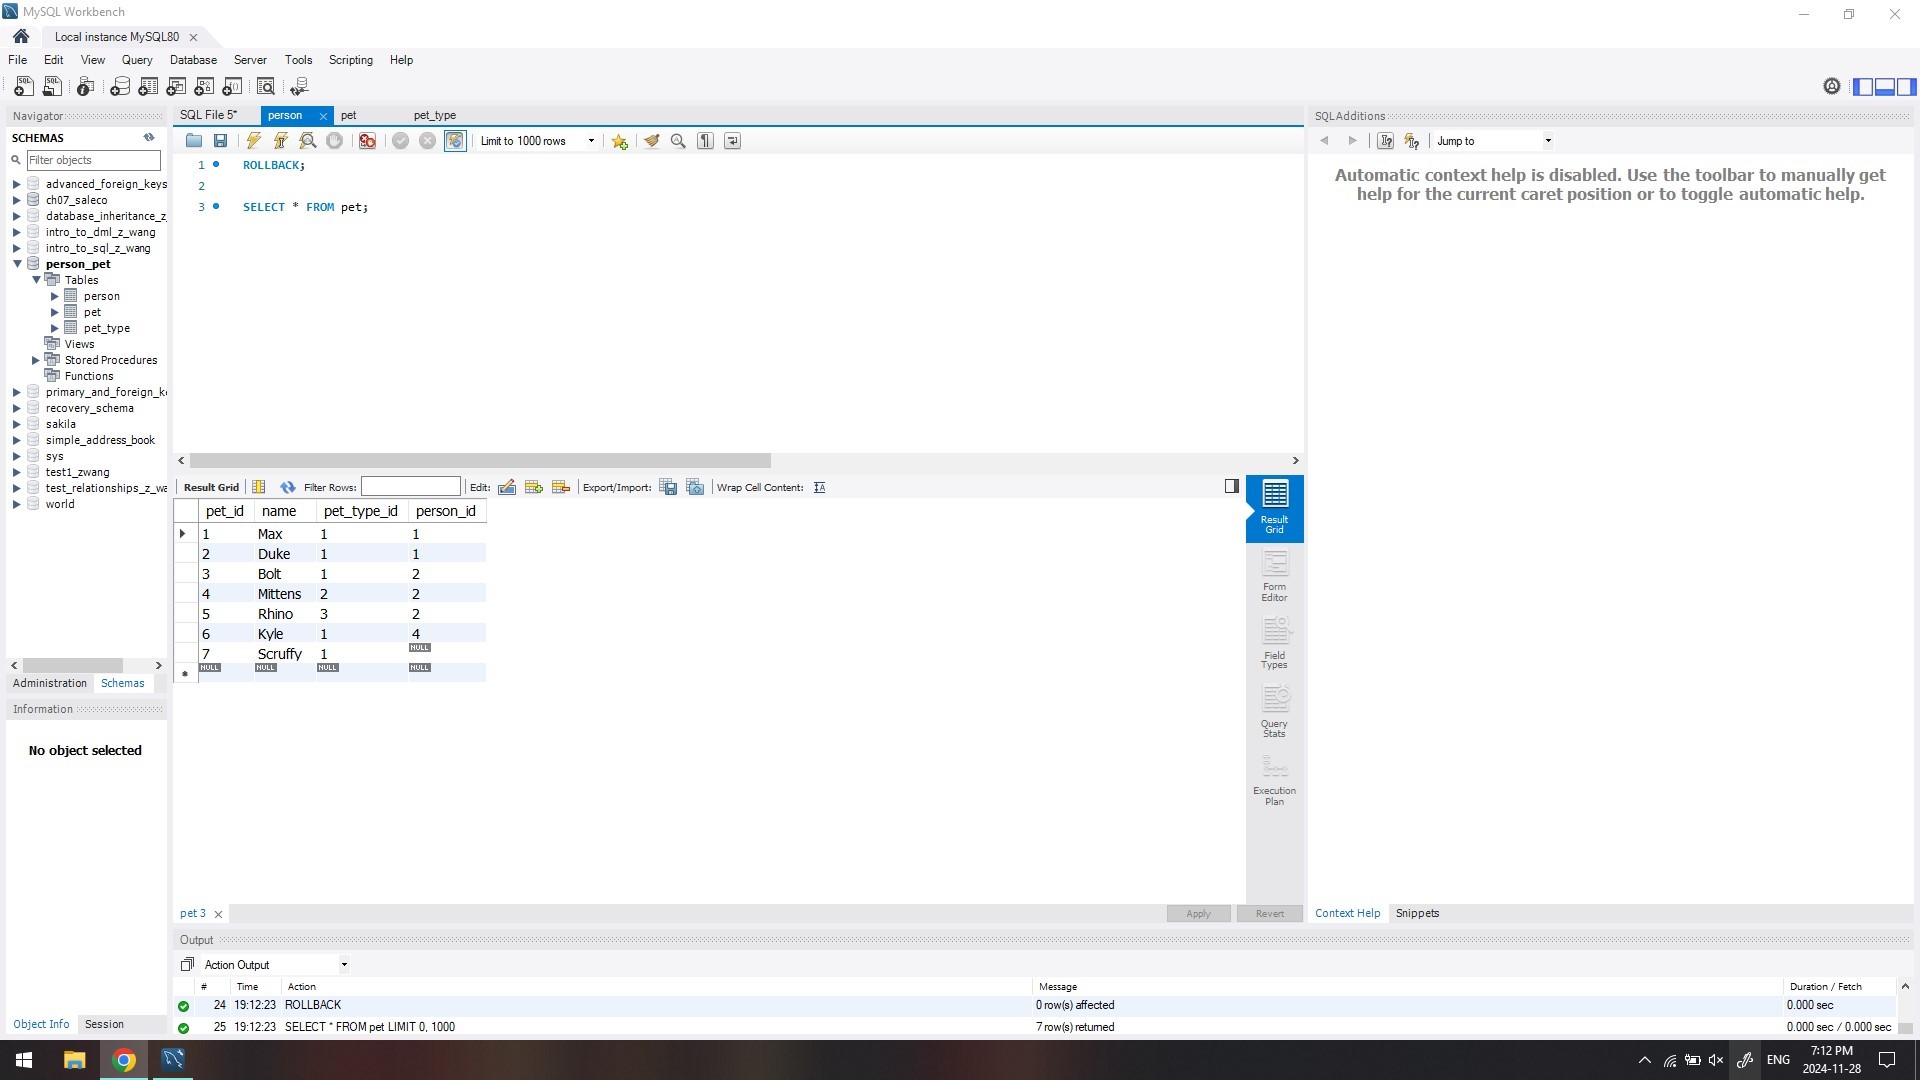 MySQL Workbench
Local instance MySQL80
File Edit View Query Database Server Tools Scripting Help
Navigator
SCHEMAS
Filter objects
advanced_foreign_keys
ch07_saleco
database_inheritance_z
intro_to_dml_z_wang
intro_to_sql_z_wang
person_pet
Tables
person
pet
pet_type
Views
Stored Procedures
Functions
primary_and_foreign_k
recovery_schema
sakila
simple_address_book
sys
test1_zwang
test_relationships_z_wa
world
Administration Schemas
Information
No object selected
Object Info Session
SQL File 5* person pet pet_type
Limit to 1000 rows
1 ROLLBACK;
2
3 SELECT * FROM pet;
Result Grid Filter Rows: Edit: Export/Import: Wrap Cell Content:
pet_id name pet_type_id person_id
1 Max 1 1
2 Duke 1 1
3 Bolt 1 2
4 Mittens 2 2
5 Rhino 3 2
6 Kyle 1 4
7 Scruffy 1 NULL
NULL NULL NULL NULL
Result
Grid
Form
Editor
Field
Types
Query
Stats
Execution
Plan
pet 3 Apply Revert
SQLAdditions
Jump to
Automatic context help is disabled. Use the toolbar to manually get
help for the current caret position or to toggle automatic help.
Context Help Snippets
Output
Action Output
# Time Action Message Duration / Fetch
24 19:12:23 ROLLBACK 0 row(s) affected 0.000 sec
25 19:12:23 SELECT * FROM pet LIMIT 0, 1000 7 row(s) returned 0.000 sec / 0.000 sec
ENG
7:12 PM
2024-11-28